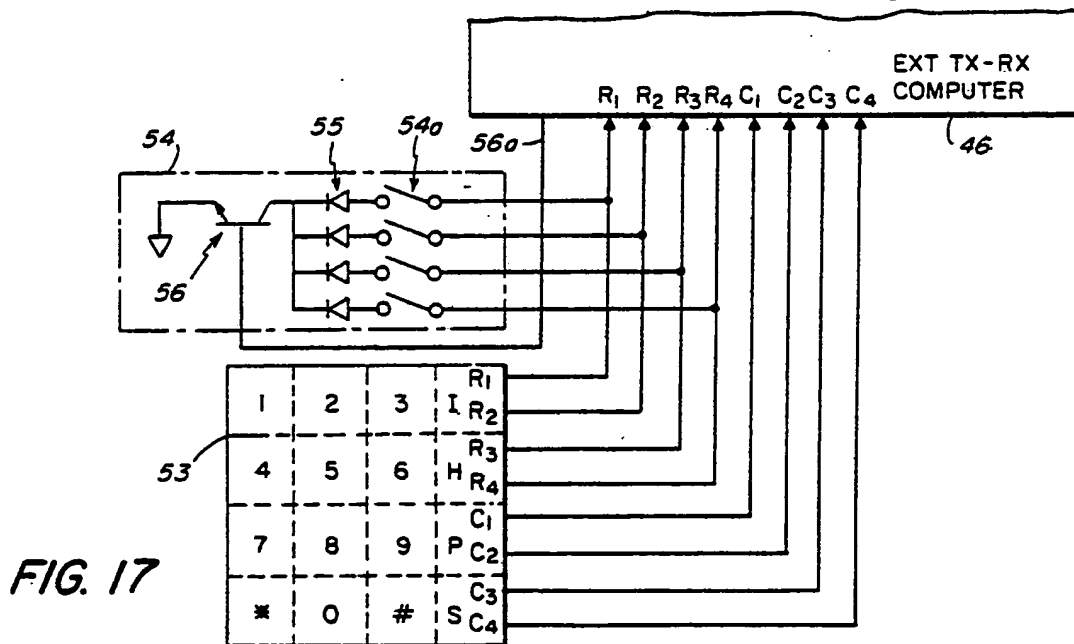 EXT TX-RX
COMPUTER
R1 R2 R3 R4 C1 C2 C3 C4
54
55
54a
56a
46
56
53
1 2 3 I R1
R2
4 5 6 H R3
R4
7 8 9 P C1
C2
* 0 # S C3
C4
FIG. 17